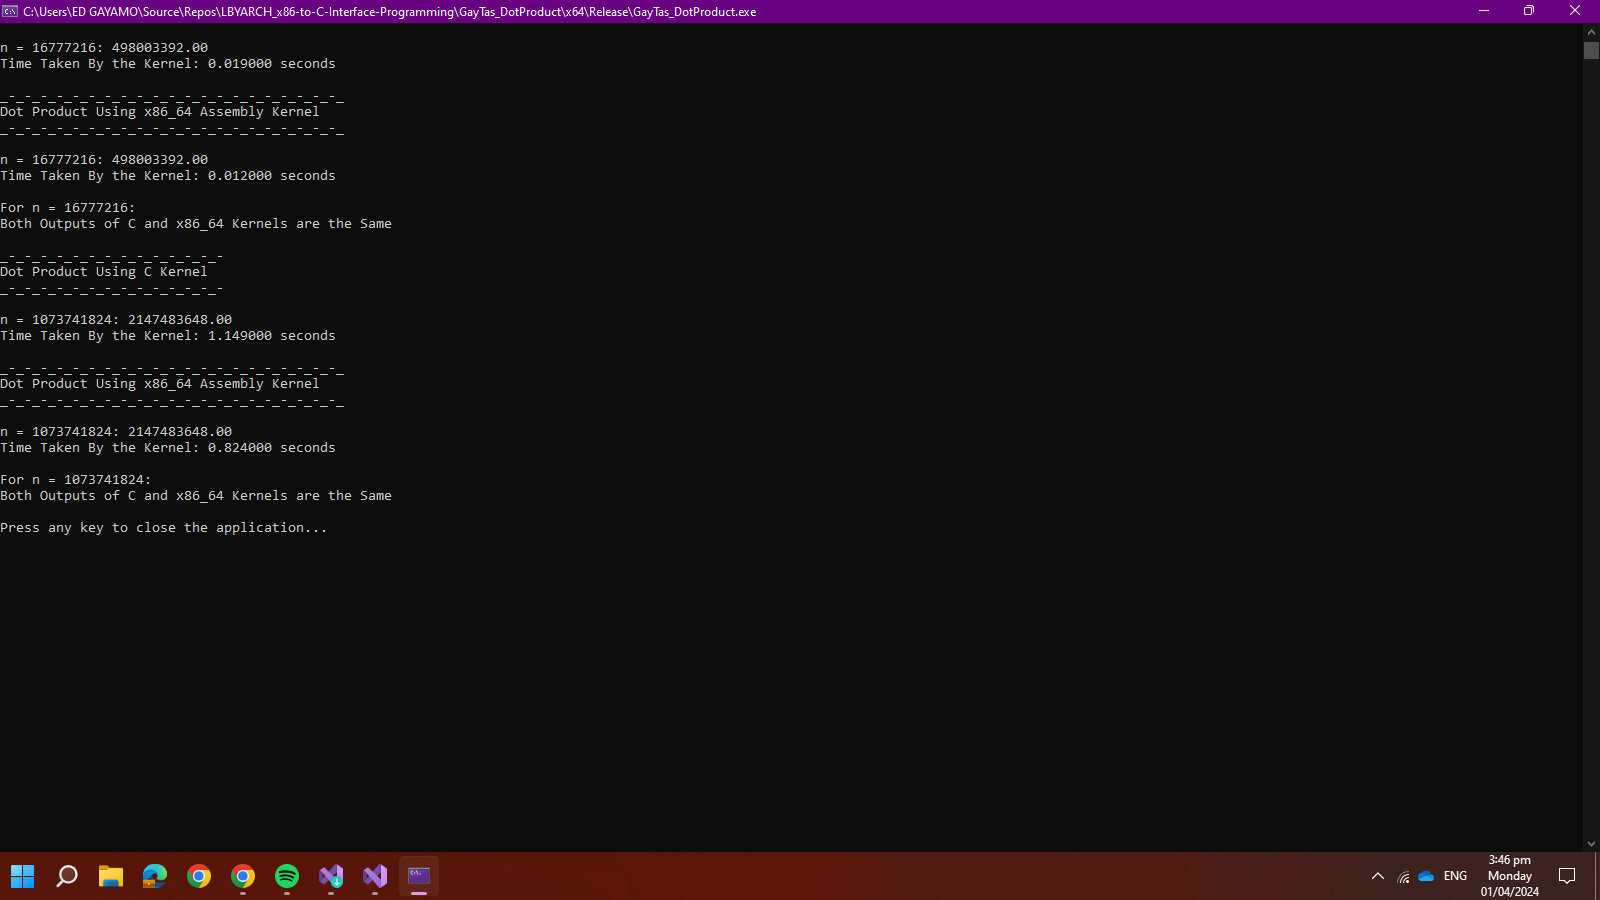 C:\Users\ED GAYAMO\Source\Repos\LBYARCH_x86-to-C-Interface-Programming\GayTas_DotProduct\x64\Release\GayTas_DotProduct.exe
n = 16777216: 498003392.00
Time Taken By the Kernel: 0.019000 seconds
_-_-_-_-_-_-_-_-_-_-_-_-_-_-_-_-_-_-_-_-_-_
Dot Product Using x86_64 Assembly Kernel
_-_-_-_-_-_-_-_-_-_-_-_-_-_-_-_-_-_-_-_-_-_
n = 16777216: 498003392.00
Time Taken By the Kernel: 0.012000 seconds
For n = 16777216:
Both Outputs of C and x86_64 Kernels are the Same
_-_-_-_-_-_-_-_-_-_-_-_-_-_-
Dot Product Using C Kernel
_-_-_-_-_-_-_-_-_-_-_-_-_-_-
n = 1073741824: 2147483648.00
Time Taken By the Kernel: 1.149000 seconds
_-_-_-_-_-_-_-_-_-_-_-_-_-_-_-_-_-_-_-_-_-_
Dot Product Using x86_64 Assembly Kernel
_-_-_-_-_-_-_-_-_-_-_-_-_-_-_-_-_-_-_-_-_-_
n = 1073741824: 2147483648.00
Time Taken By the Kernel: 0.824000 seconds
For n = 1073741824:
Both Outputs of C and x86_64 Kernels are the Same
Press any key to close the application...
ENG
3:46 pm
Monday
01/04/2024